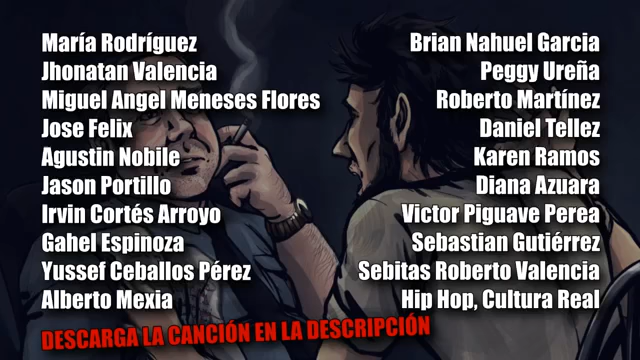 María Rodríguez
Jhonatan Valencia
Miguel Angel Meneses Flores
Jose Felix
Agustin Nobile
Jason Portillo
Irvin Cortés Arroyo
Gahel Espinoza
Yussef Ceballos Pérez
Alberto Mexia
Brian Nahuel Garcia
Peggy Ureña
Roberto Martínez
Daniel Tellez
Karen Ramos
Diana Azuara
Victor Piguave Perea
Sebastian Gutiérrez
Sebitas Roberto Valencia
Hip Hop, Cultura Real
DESCARGA LA CANCIÓN EN LA DESCRIPCIÓN